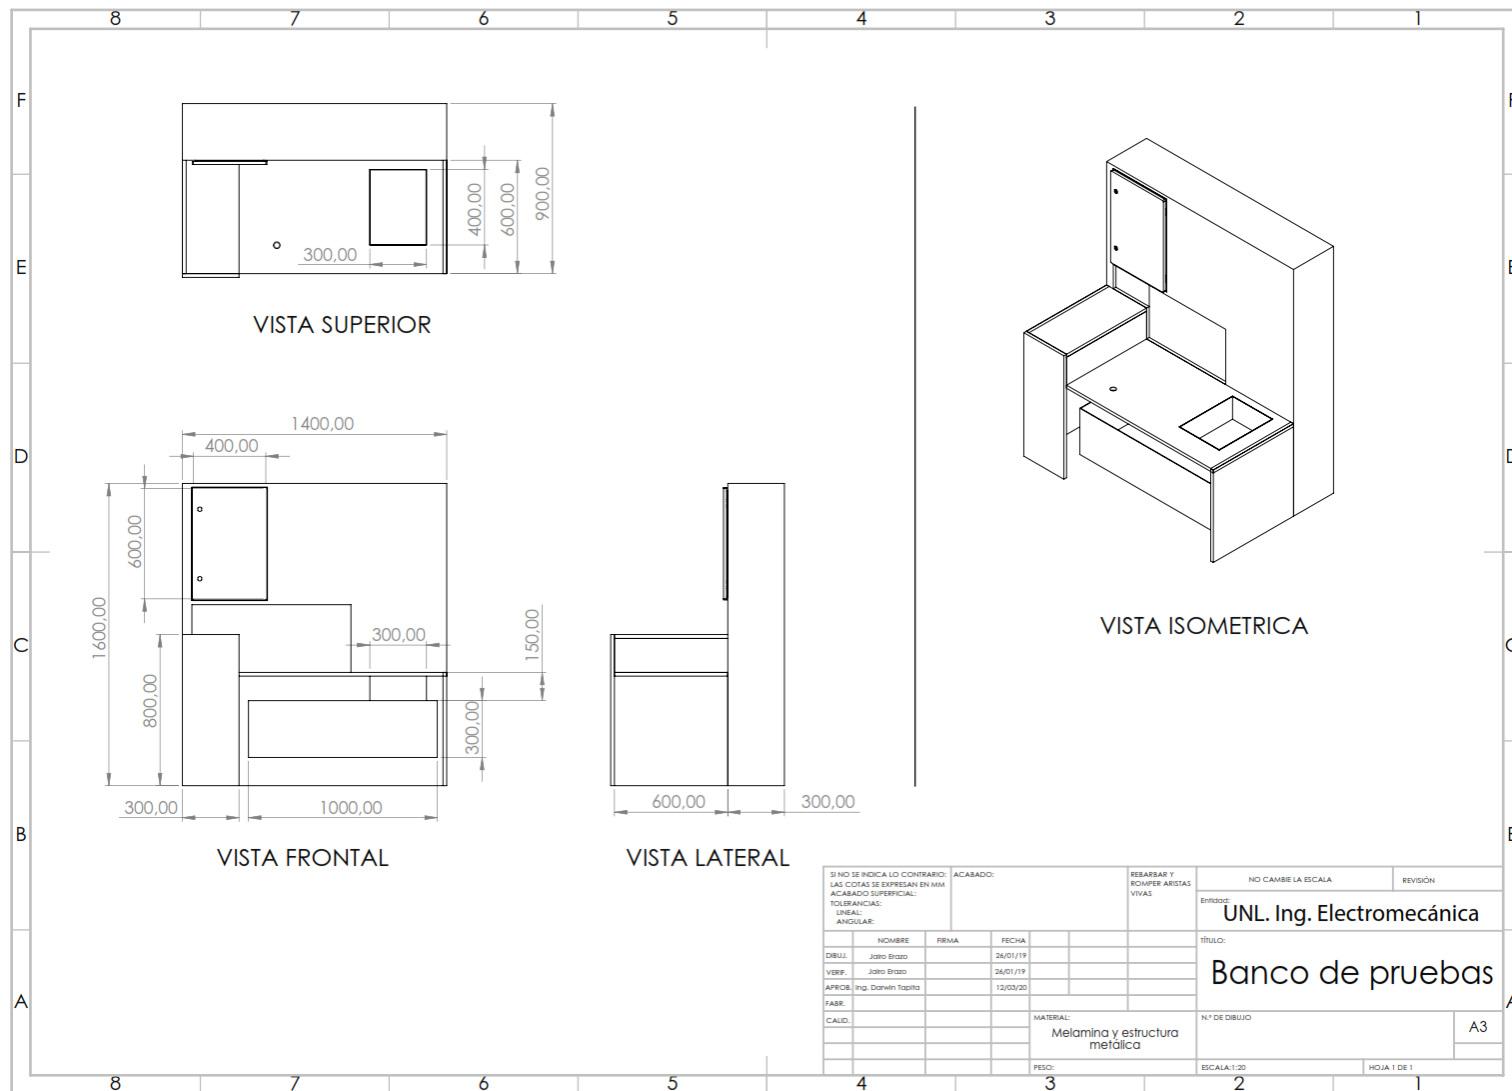 8 7 6 5 4 3 2 1
F
E
D
C
B
A
F
E
D
C
B
A
400,00
600,00
900,00
300,00
VISTA SUPERIOR
1400,00
400,00
600,00
1600,00
800,00
300,00
150,00
300,00
300,00
1000,00
VISTA FRONTAL
600,00
300,00
VISTA LATERAL
VISTA ISOMETRICA
SI NO SE INDICA LO CONTRARIO:
LAS COTAS SE EXPRESAN EN MM
ACABADO SUPERFICIAL:
TOLERANCIAS:
LINEAL:
ANGULAR:
ACABADO:
REBARBAR Y
ROMPER ARISTAS
VIVAS
NO CAMBIE LA ESCALA
REVISIÓN
Entidad:
UNL. Ing. Electromecánica
NOMBRE FIRMA FECHA
DIBUJ. Jairo Erazo 26/01/19
VERIF. Jairo Erazo 26/01/19
APROB. Ing. Darwin Tapita 12/03/20
FABR.
CALID.
TÍTULO:
Banco de pruebas
MATERIAL:
Melamina y estructura
metálica
N.º DE DIBUJO
A3
PESO:
ESCALA:1:20
HOJA 1 DE 1
8 7 6 5 4 3 2 1